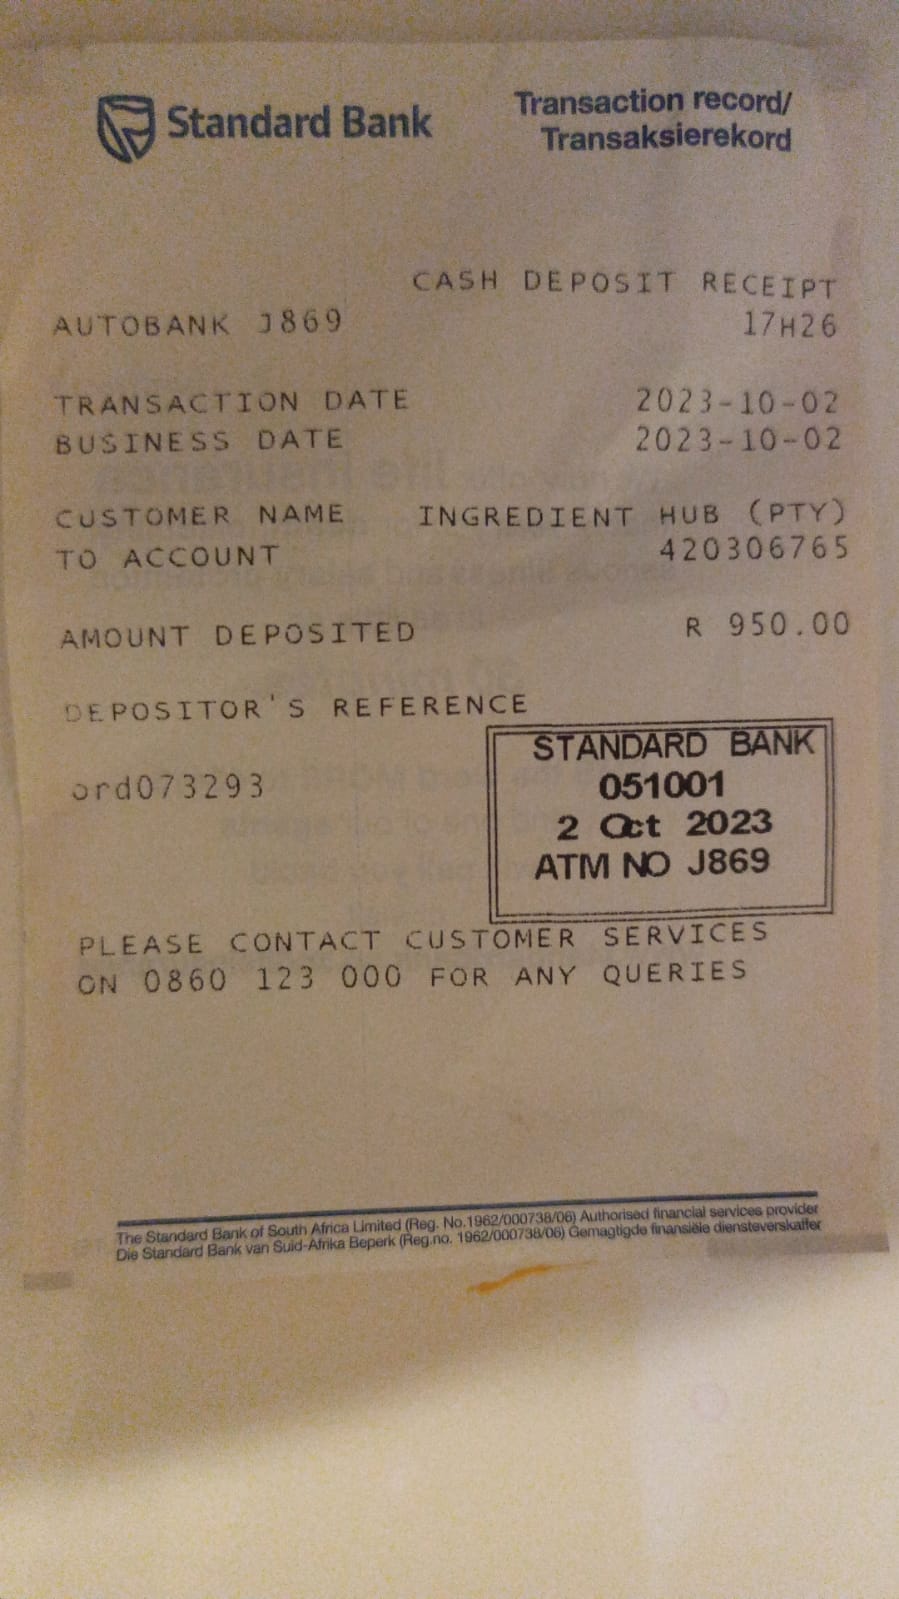 Standard Bank
Transaction record/
Transaksierekord
CASH DEPOSIT RECEIPT
AUTOBANK J869 17H26
TRANSACTION DATE 2023-10-02
BUSINESS DATE 2023-10-02
CUSTOMER NAME INGREDIENT HUB (PTY)
TO ACCOUNT 420306765
AMOUNT DEPOSITED R 950.00
DEPOSITOR'S REFERENCE
ord073293
STANDARD BANK
051001
2 Oct 2023
ATM NO J869
PLEASE CONTACT CUSTOMER SERVICES
ON 0860 123 000 FOR ANY QUERIES
The Standard Bank of South Africa Limited (Reg. No.1962/000738/06) Authorised financial services provider
Die Standard Bank van Suid-Afrika Beperk (Reg.no. 1962/000738/06) Gemagtigde finansiële diensteverskaffer